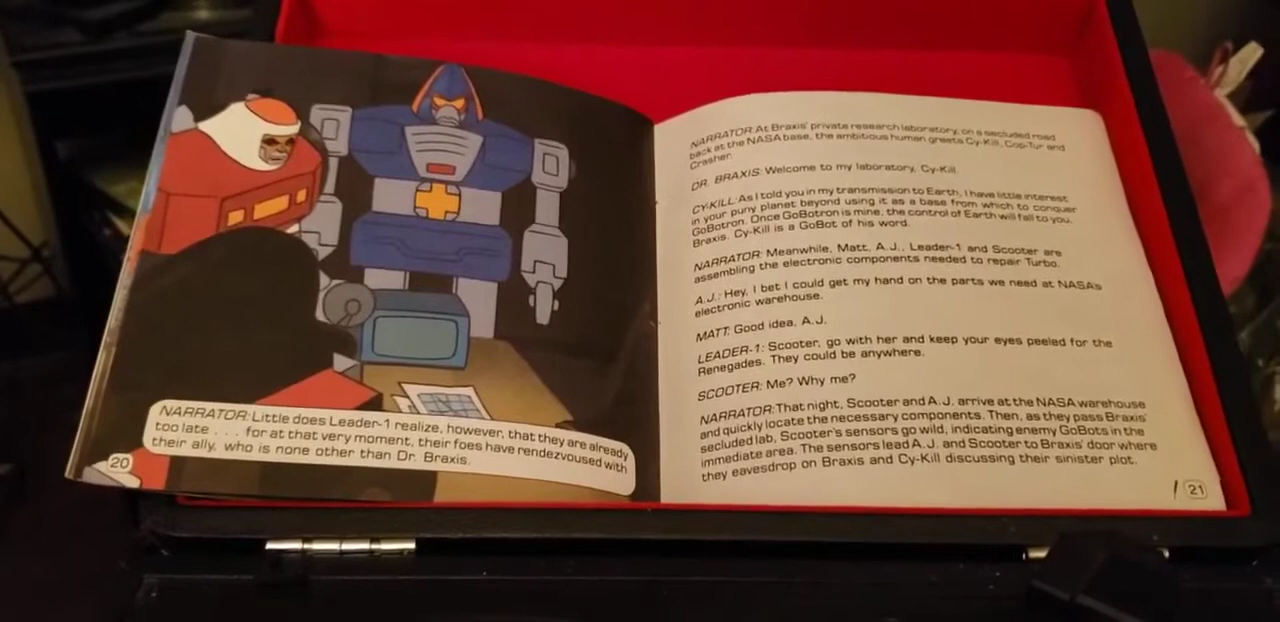 NARRATOR: Little does Leader-1 realize, however, that they are already
too late . . . for at that very moment, their foes have rendezvoused with
their ally, who is none other than Dr. Braxis.
20
NARRATOR: At Braxis' private research laboratory, on a secluded road
back at the NASA base, the ambitious human greets Cy-Kill, Cop-Tur and
Crasher.
DR. BRAXIS: Welcome to my laboratory, Cy-Kill.
CY-KILL: As I told you in my transmission to Earth, I have little interest
in your puny planet beyond using it as a base from which to conquer
GoBotron. Once GoBotron is mine, the control of Earth will fall to you,
Braxis. Cy-Kill is a GoBot of his word.
NARRATOR: Meanwhile, Matt, A.J., Leader-1 and Scooter are
assembling the electronic components needed to repair Turbo.
A.J.: Hey, I bet I could get my hand on the parts we need at NASA's
electronic warehouse.
MATT: Good idea, A.J.
LEADER-1: Scooter, go with her and keep your eyes peeled for the
Renegades. They could be anywhere.
SCOOTER: Me? Why me?
NARRATOR: That night, Scooter and A.J. arrive at the NASA warehouse
and quickly locate the necessary components. Then, as they pass Braxis'
secluded lab, Scooter's sensors go wild, indicating enemy GoBots in the
immediate area. The sensors lead A.J. and Scooter to Braxis' door where
they eavesdrop on Braxis and Cy-Kill discussing their sinister plot.
21